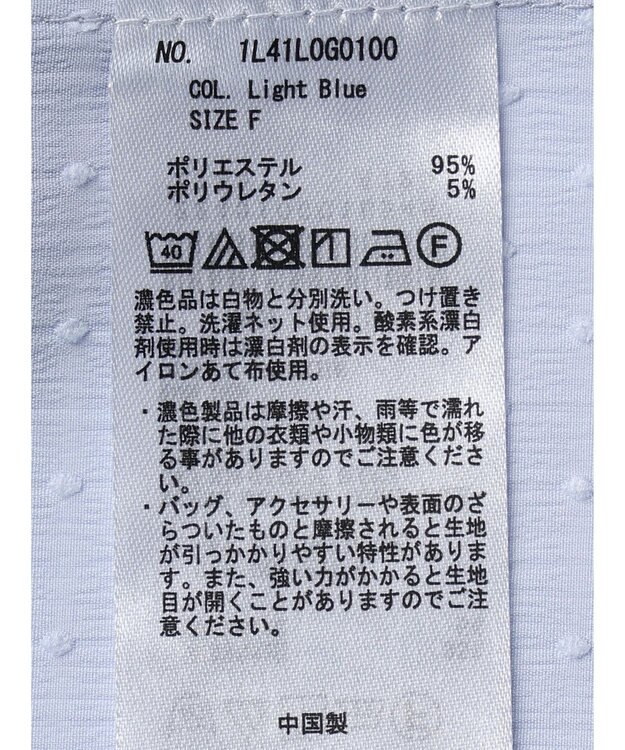 NO. 1L41L0G0100
COL. Light Blue
SIZE F
ポリエステル 95%
ポリウレタン 5%
40 F
濃色品は白物と分別洗い。つけ置き
禁止。洗濯ネット使用。酸素系漂白
剤使用時は漂白剤の表示を確認。ア
イロンあて布使用。
・濃色製品は摩擦や汗、雨等で濡れ
た際に他の衣類や小物類に色が移
る事がありますのでご注意くださ
い。
・バッグ、アクセサリーや表面のざ
らついたものと摩擦されると生地
が引っかかりやすい特性がありま
す。また、強い力がかかると生地
目が開くことがありますのでご注
意ください。
中国製